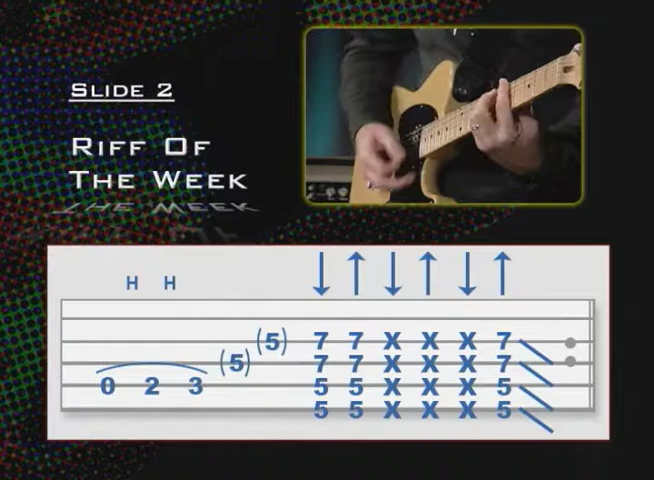 SLIDE 2
RIFF OF
THE WEEK
H H
(5) 7 7 X X X 7
(5) 7 7 X X X 7
0 2 3 5 5 X X X 5
5 5 X X X 5